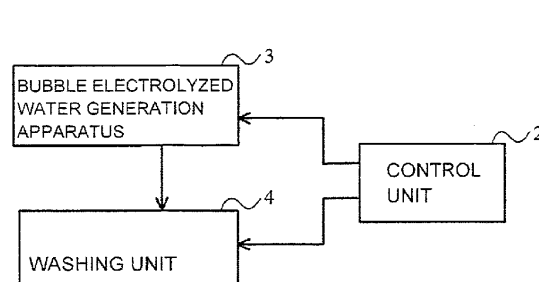 3
BUBBLE ELECTROLYZED
WATER GENERATION
APPARATUS
2
CONTROL
UNIT
4
WASHING UNIT